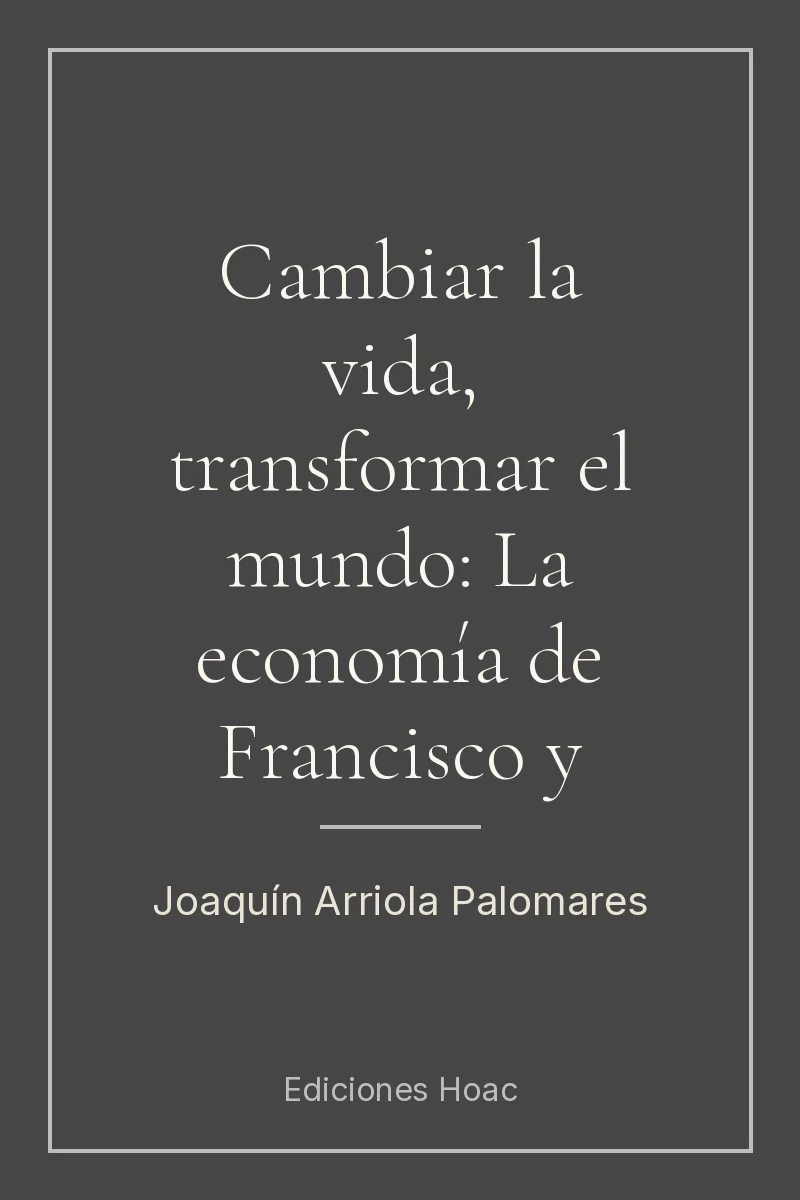 Cambiar la
vida,
transformar el
mundo: La
economía de
Francisco y
Joaquín Arriola Palomares
Ediciones Hoac